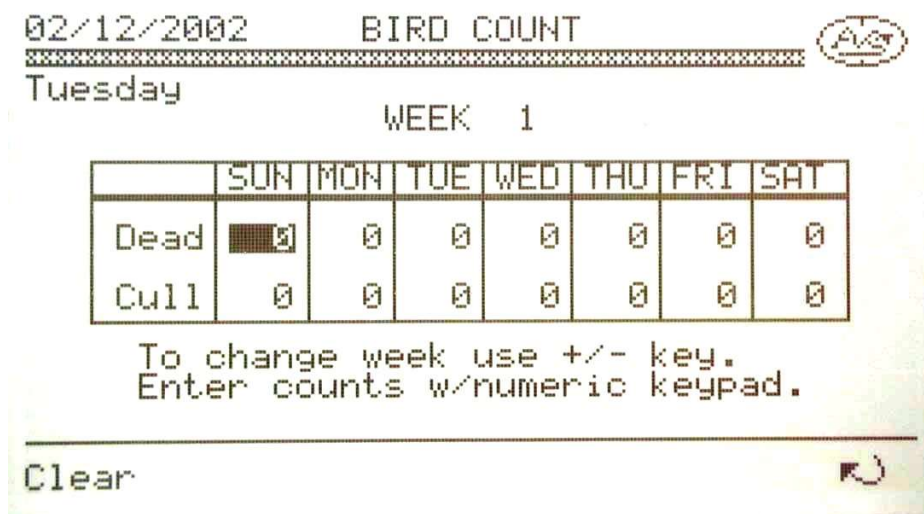 02/12/2002 BIRD COUNT AVST
Tuesday
WEEK 1
SUN MON TUE WED THU FRI SAT
Dead 0 0 0 0 0 0 0
Cull 0 0 0 0 0 0 0
To change week use +/- key.
Enter counts w/numeric keypad.
Clear